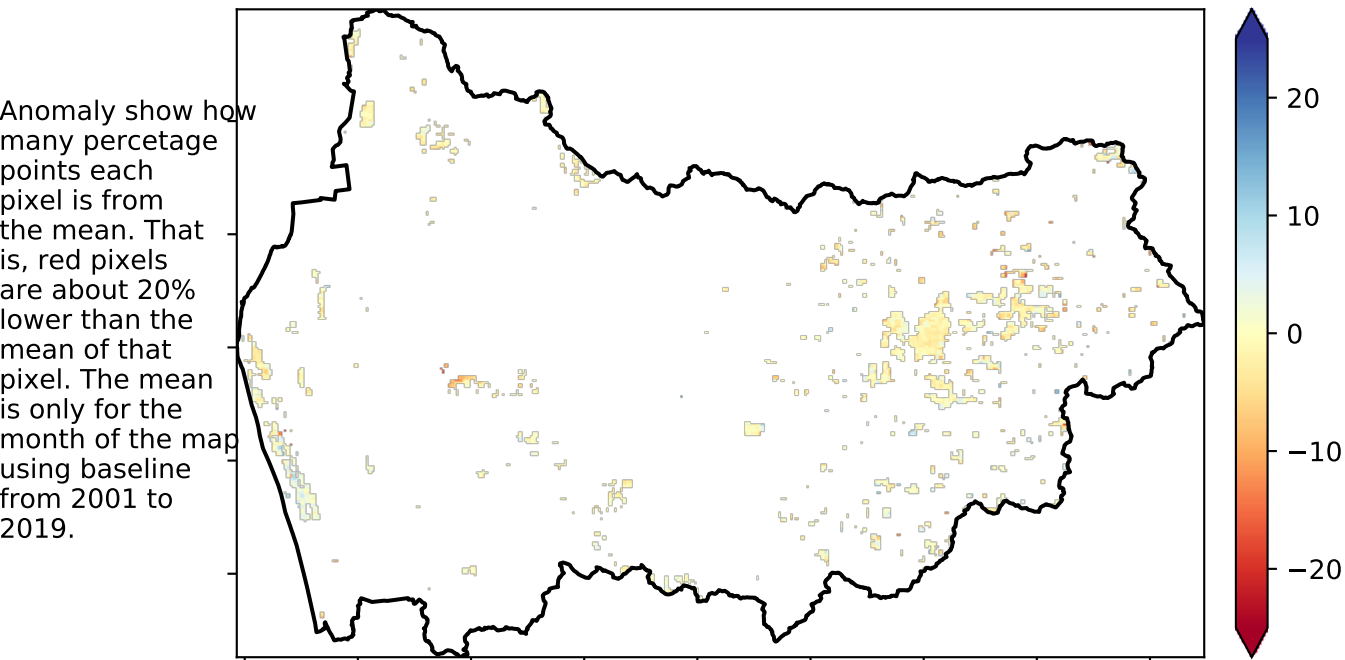 Anomaly show how
many percetage
points each
pixel is from
the mean. That
is, red pixels
are about 20%
lower than the
mean of that
pixel. The mean
is only for the
month of the map
using baseline
from 2001 to
2019.
20
10
0
−10
−20